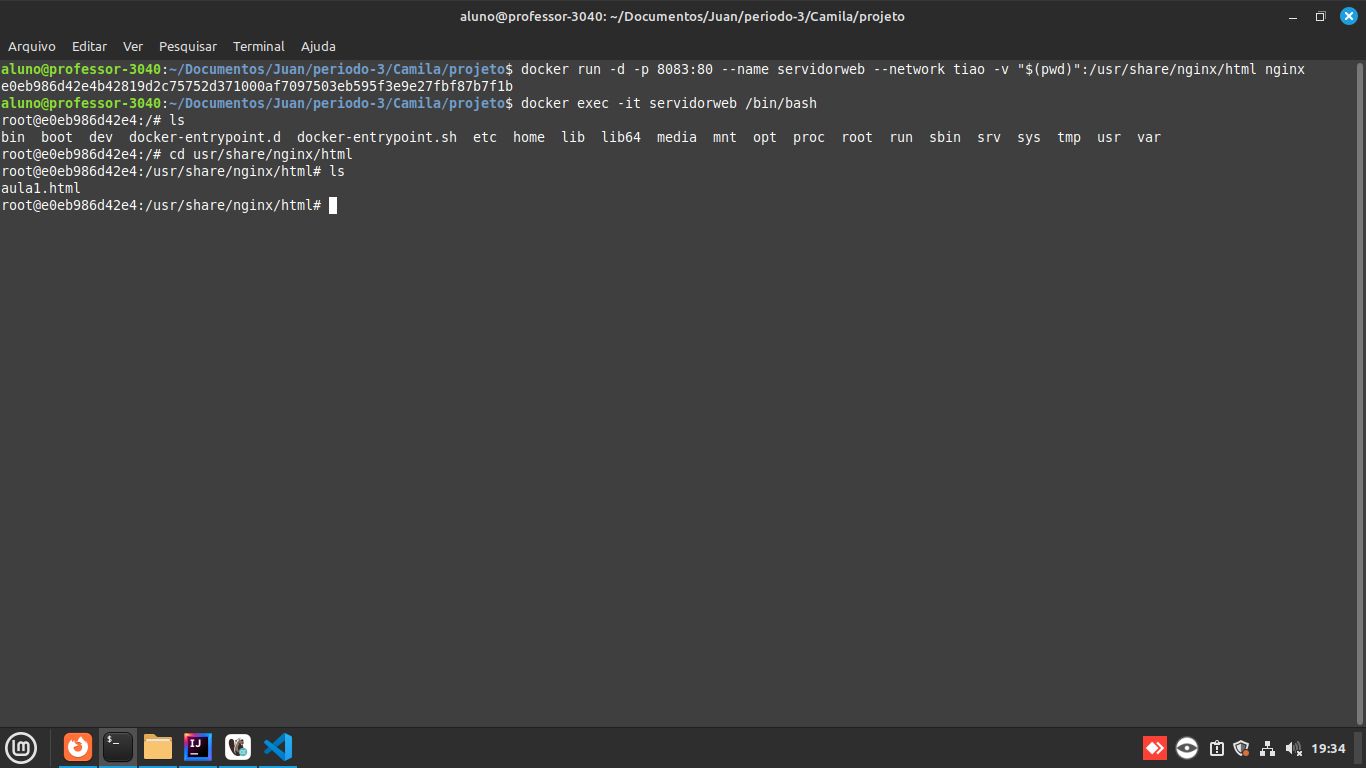 aluno@professor-3040: ~/Documentos/Juan/periodo-3/Camila/projeto
Arquivo Editar Ver Pesquisar Terminal Ajuda
aluno@professor-3040:~/Documentos/Juan/periodo-3/Camila/projeto$ docker run -d -p 8083:80 --name servidorweb --network tiao -v "$(pwd)":/usr/share/nginx/html nginx
e0eb986d42e4b42819d2c75752d371000af7097503eb595f3e9e27fbf87b7f1b
aluno@professor-3040:~/Documentos/Juan/periodo-3/Camila/projeto$ docker exec -it servidorweb /bin/bash
root@e0eb986d42e4:/# ls
bin  boot  dev  docker-entrypoint.d  docker-entrypoint.sh  etc  home  lib  lib64  media  mnt  opt  proc  root  run  sbin  srv  sys  tmp  usr  var
root@e0eb986d42e4:/# cd usr/share/nginx/html
root@e0eb986d42e4:/usr/share/nginx/html# ls
aula1.html
root@e0eb986d42e4:/usr/share/nginx/html#
$_
IJ
19:34